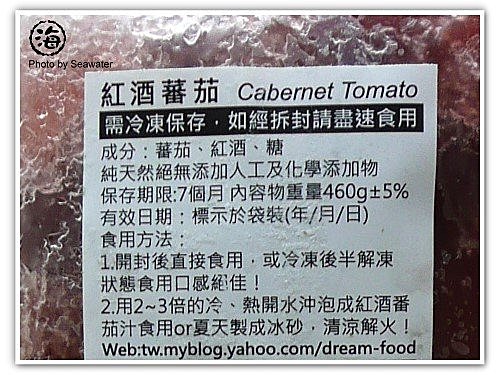 海
Photo by Seawater
紅酒蕃茄 Cabernet Tomato
需冷凍保存，如經拆封請盡速食用
成分：蕃茄、紅酒、糖
純天然絕無添加人工及化學添加物
保存期限:7個月 內容物重量460g±5%
有效日期：標示於袋裝(年/月/日)
食用方法：
1.開封後直接食用，或冷凍後半解凍
狀態食用口感絕佳！
2.用2~3倍的冷、熱開水沖泡成紅酒蕃
茄汁食用or夏天製成冰砂，清涼解火！
Web:tw.myblog.yahoo.com/dream-food